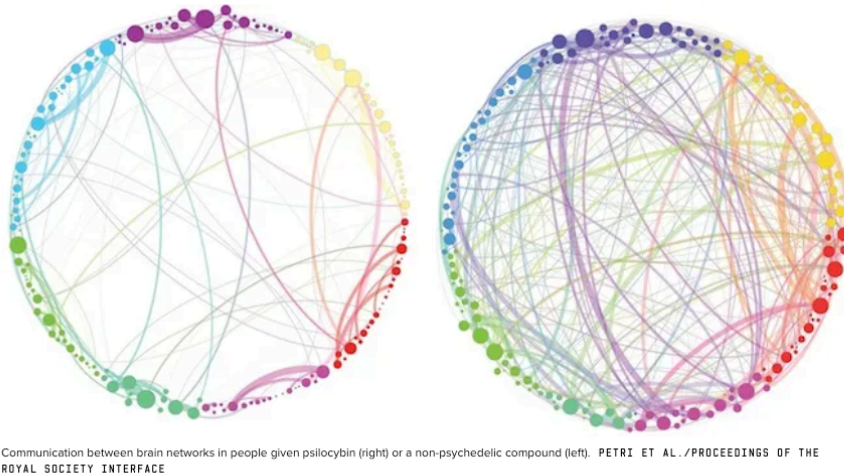 Communication between brain networks in people given psilocybin (right) or a non-psychedelic compound (left). PETRI ET AL./PROCEEDINGS OF THE
ROYAL SOCIETY INTERFACE